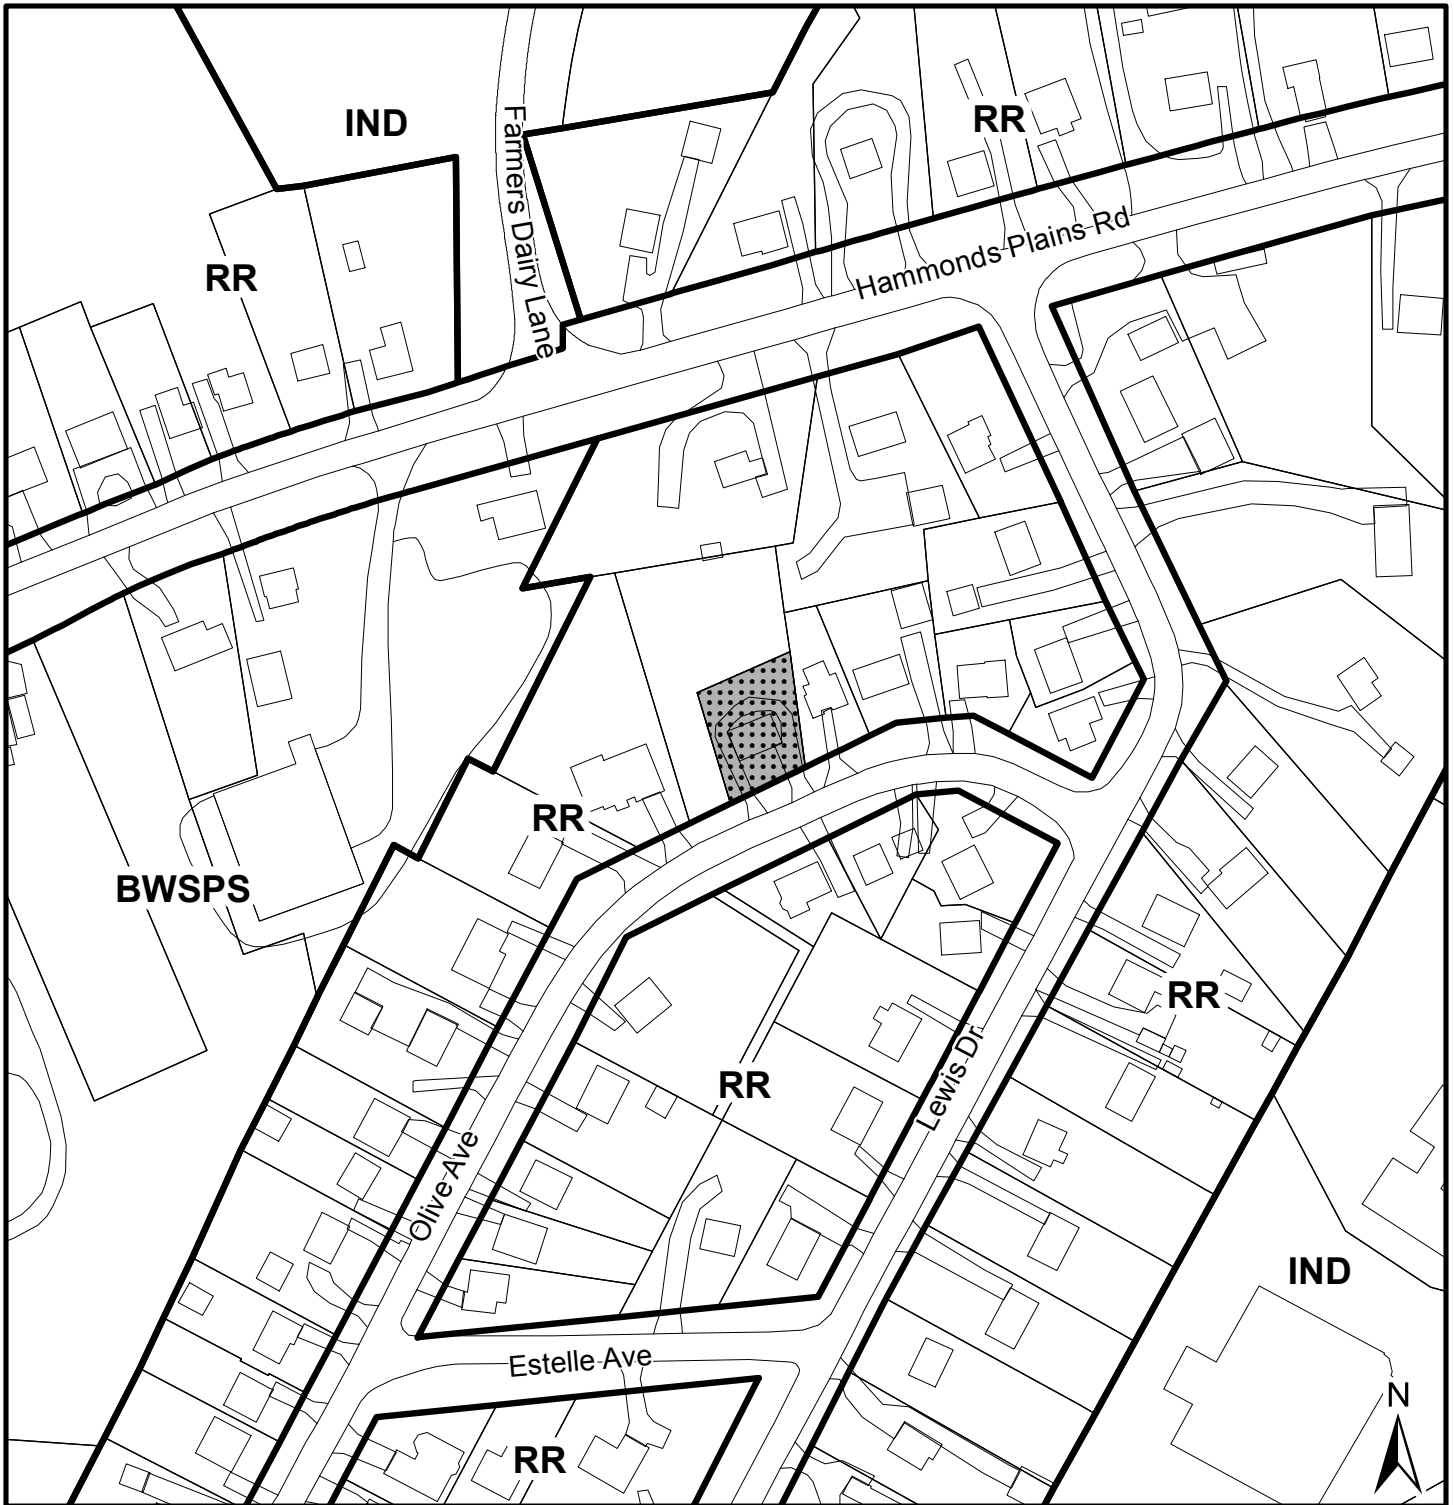 IND
RR
Farmers Dairy Lane
RR
Hammonds Plains Rd
RR
BWSPS
RR
RR
Lewis Dr
Olive Ave
IND
Estelle Ave
N
RR